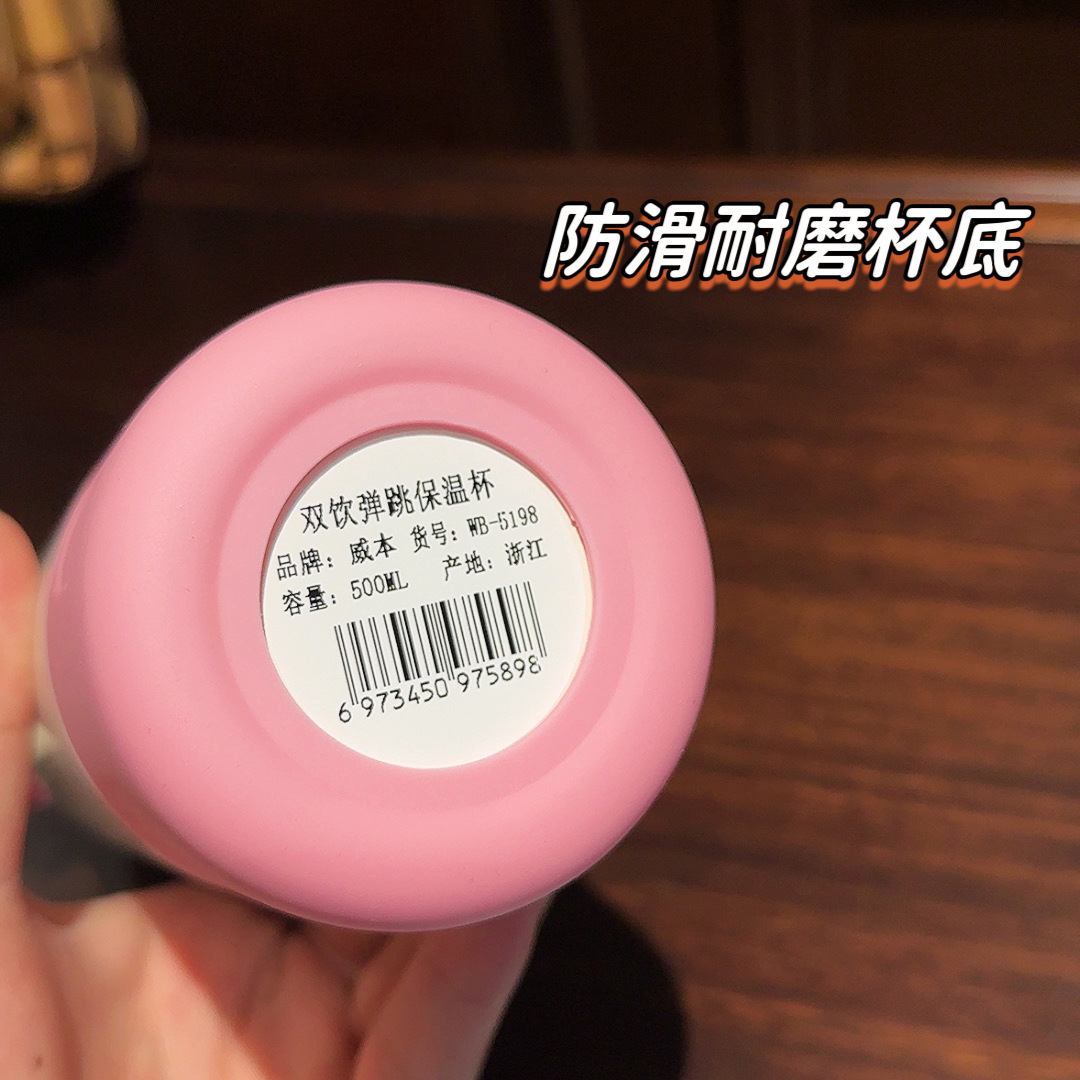 防滑耐磨杯底
双饮弹跳保温杯
品牌：威本 货号：WB-5198
容量：500ML 产地：浙江
6 973450 975898